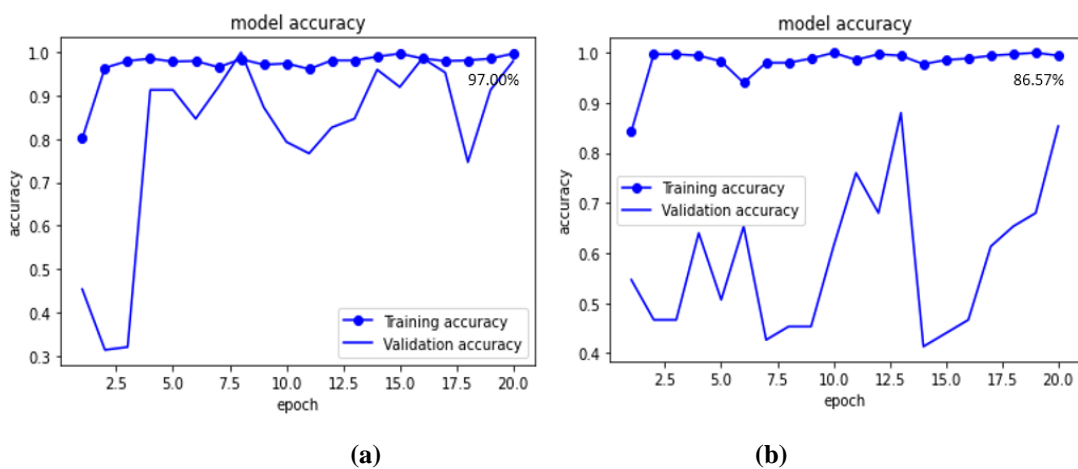 model accuracy
1.0
0.9
0.8
0.7
0.6
0.5
0.4
0.3
accuracy
97.00%
Training accuracy
Validation accuracy
2.5 5.0 7.5 10.0 12.5 15.0 17.5 20.0
epoch
(a)
model accuracy
1.0
0.9
0.8
0.7
0.6
0.5
0.4
accuracy
86.57%
Training accuracy
Validation accuracy
2.5 5.0 7.5 10.0 12.5 15.0 17.5 20.0
epoch
(b)